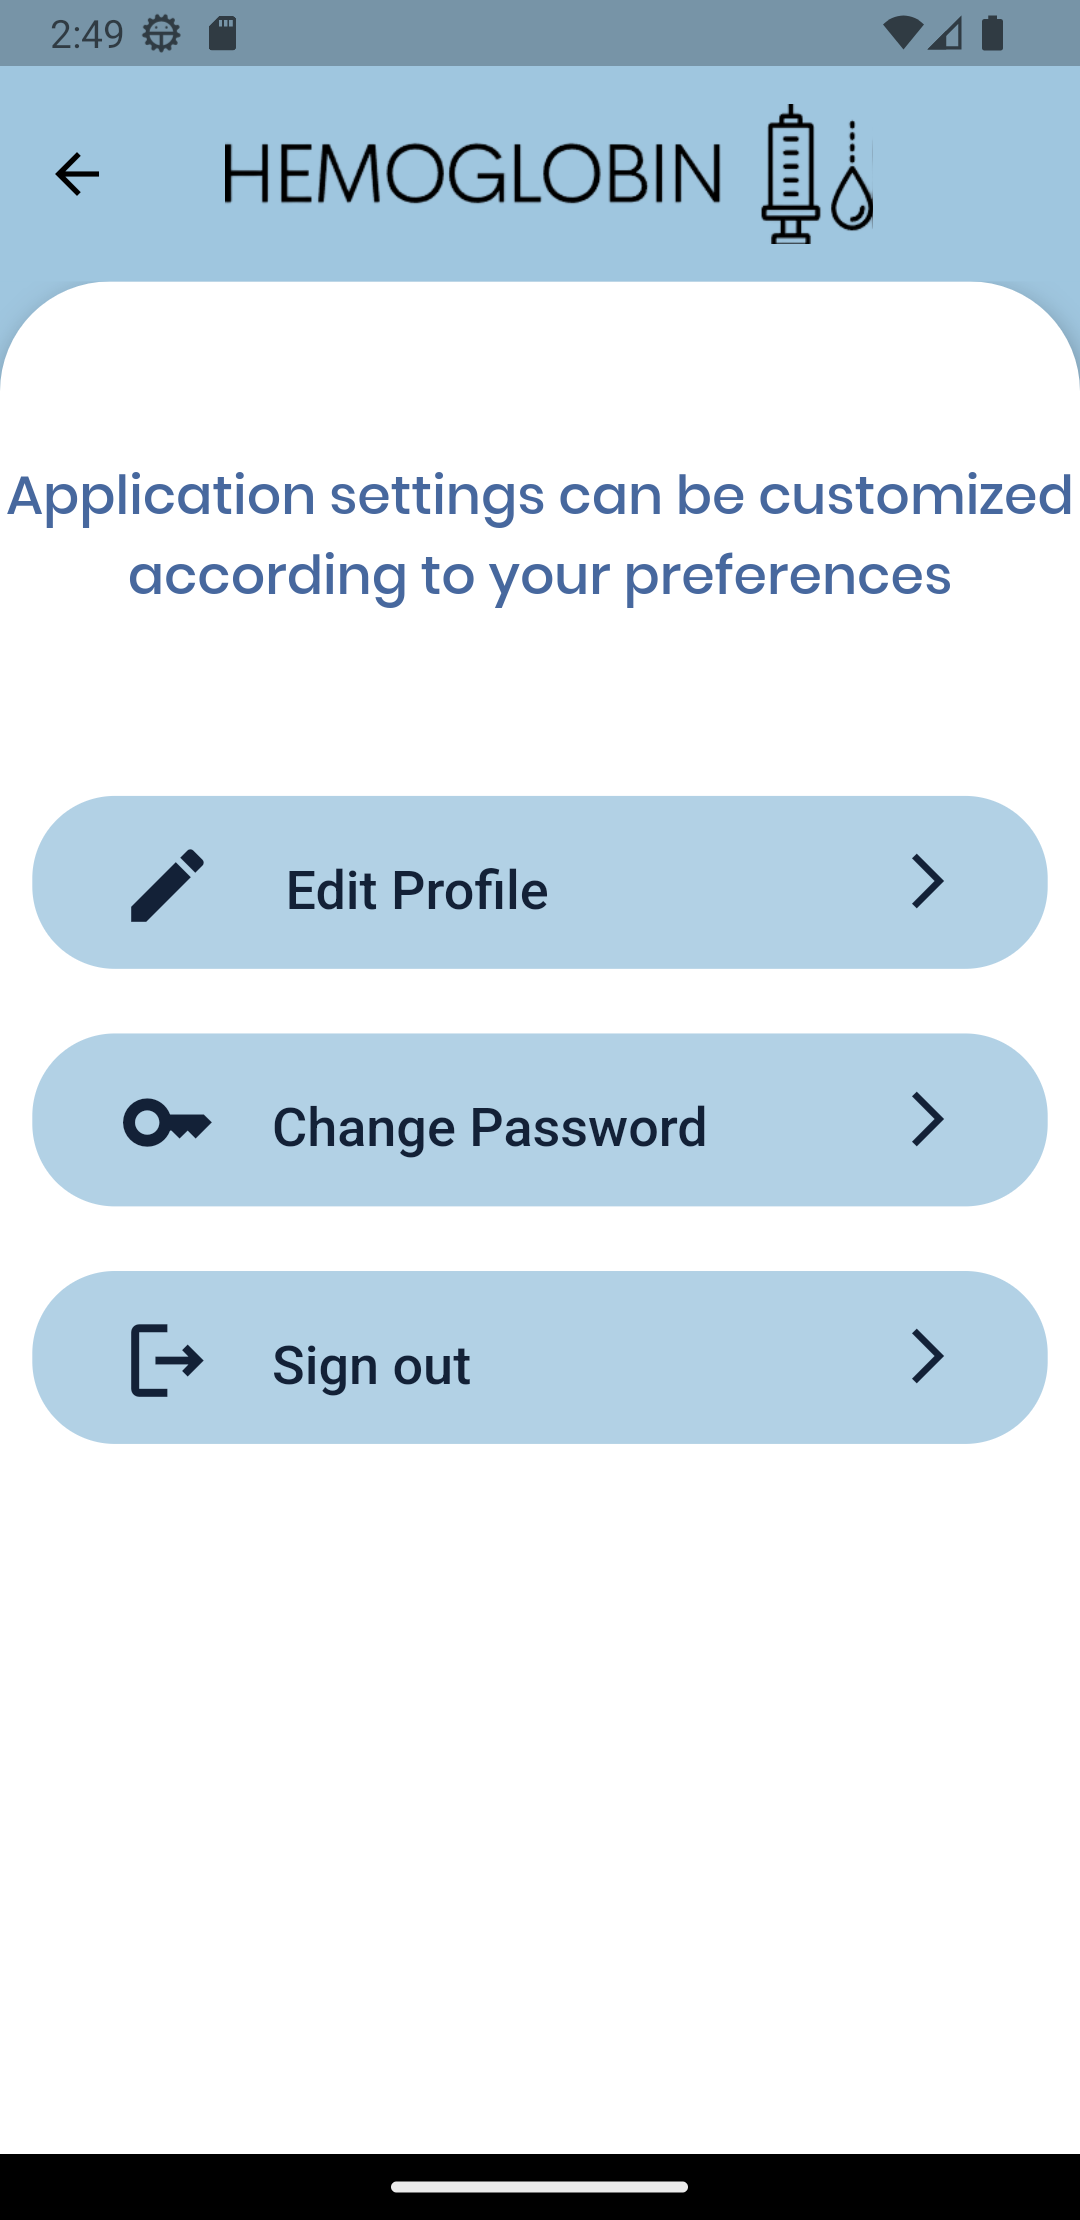 2:49
HEMOGLOBIN
Application settings can be customized
according to your preferences
Edit Profile
Change Password
Sign out